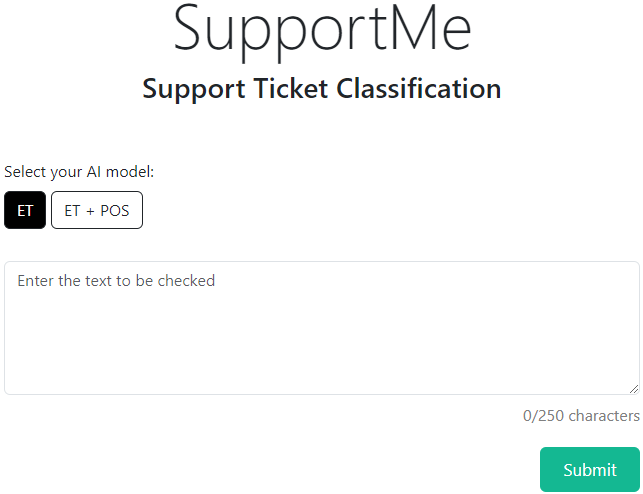 SupportMe
Support Ticket Classification
Select your AI model:
ET
ET + POS
Enter the text to be checked
0/250 characters
Submit